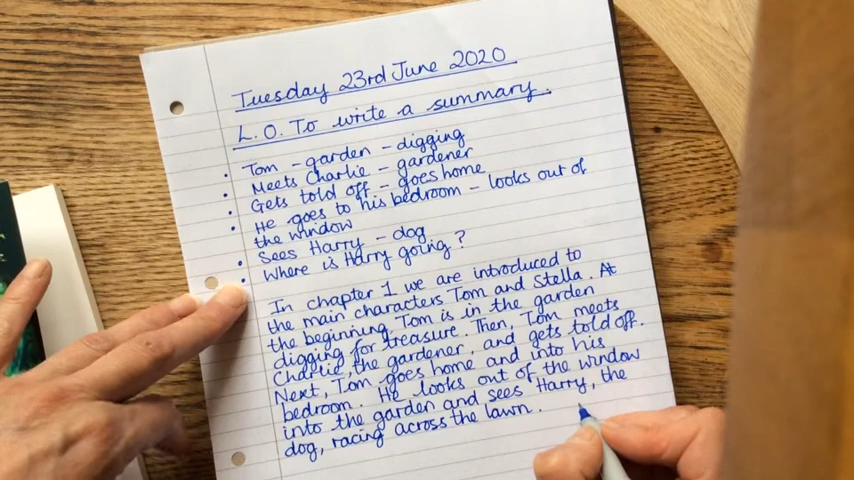 Tuesday 23rd June 2020
L.O. To write a summary.
• Tom - garden - digging
• Meets Charlie - gardener
• Gets told off - goes home
• He goes to his bedroom - looks out of
the window
• Sees Harry - dog
• Where is Harry going?
In chapter 1 we are introduced to
the main characters Tom and Stella. At
the beginning, Tom is in the garden
digging for treasure. Then, Tom meets
Charlie, the gardener, and gets told off.
Next, Tom goes home and into his
bedroom. He looks out of the window
into the garden and sees Harry, the
dog, racing across the lawn.